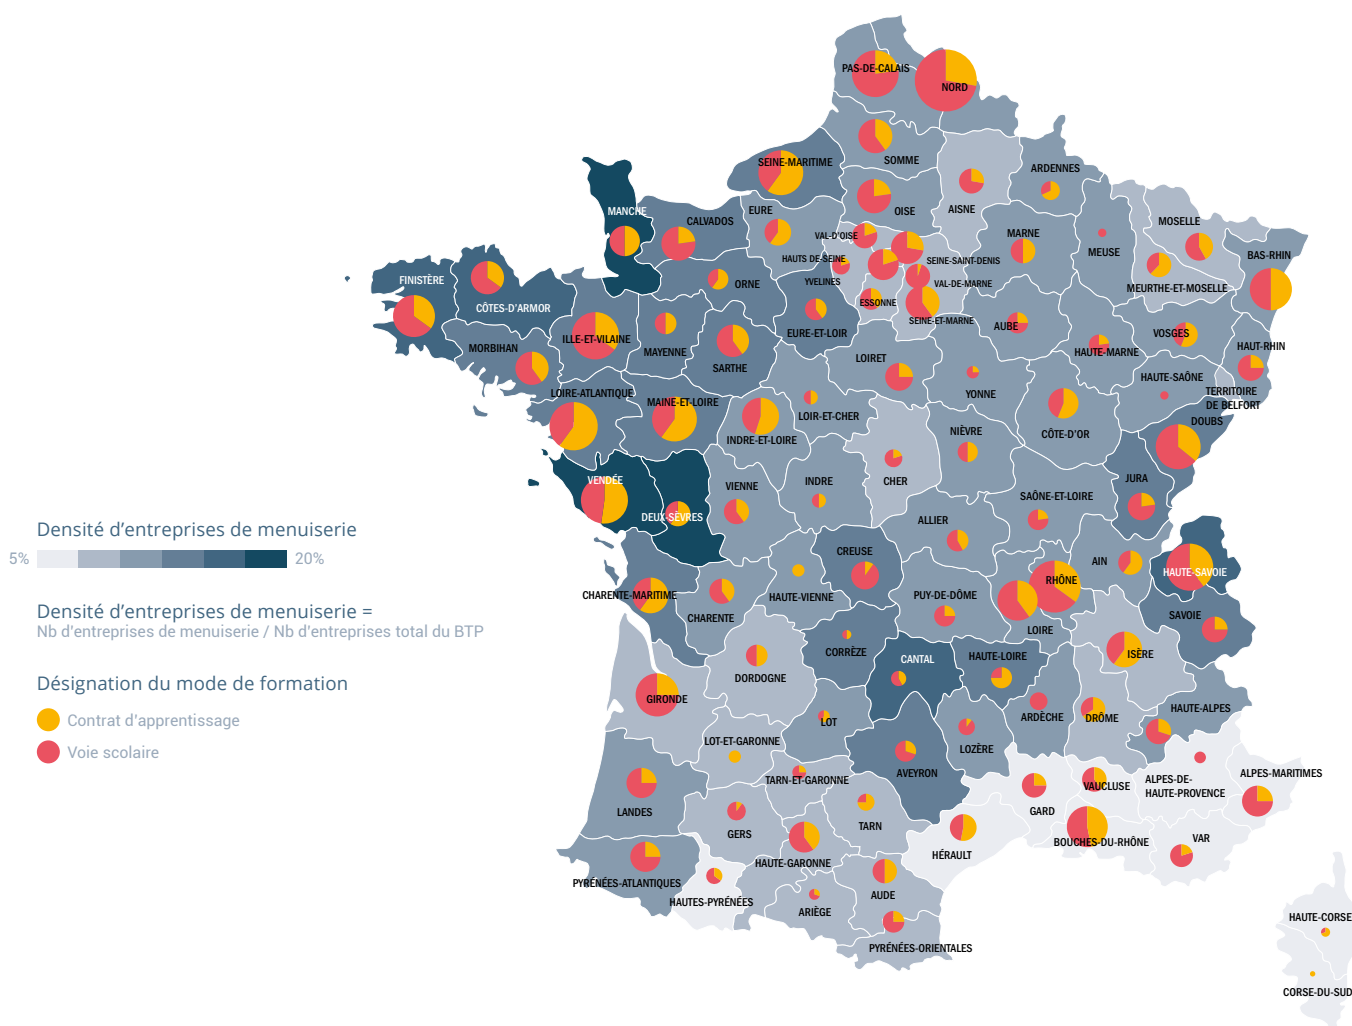 PAS-DE-CALAIS
NORD
SOMME
SEINE-MARITIME
ARDENNES
OISE
AISNE
MANCHE
CALVADOS
EURE
VAL-D'OISE
MARNE
MOSELLE
MEUSE
BAS-RHIN
HAUTS DE-SEINE
SEINE-SAINT-DENIS
VAL-DE-MARNE
YVELINES
ESSONNE
SEINE-ET-MARNE
MEURTHE-ET-MOSELLE
FINISTÈRE
CÔTES-D'ARMOR
ORNE
EURE-ET-LOIR
AUBE
VOSGES
HAUT-RHIN
HAUTE-MARNE
ILLE-ET-VILAINE
MORBIHAN
MAYENNE
SARTHE
LOIRET
HAUTE-SAÔNE
TERRITOIRE
DE BELFORT
YONNE
LOIRE-ATLANTIQUE
MAINE-ET-LOIRE
LOIR-ET-CHER
DOUBS
INDRE-ET-LOIRE
NIÈVRE
CÔTE-D'OR
VENDÉE
DEUX-SÈVRES
VIENNE
INDRE
CHER
JURA
SAÔNE-ET-LOIRE
ALLIER
Densité d'entreprises de menuiserie
5%
20%
CREUSE
AIN
HAUTE-SAVOIE
RHÔNE
CHARENTE-MARITIME
HAUTE-VIENNE
PUY-DE-DÔME
Densité d'entreprises de menuiserie =
Nb d'entreprises de menuiserie / Nb d'entreprises total du BTP
CHARENTE
LOIRE
SAVOIE
CORRÈZE
CANTAL
HAUTE-LOIRE
ISÈRE
DORDOGNE
Désignation du mode de formation
Contrat d'apprentissage
Voie scolaire
GIRONDE
LOT
ARDÈCHE
DRÔME
HAUTE-ALPES
LOT-ET-GARONNE
LOZÈRE
TARN-ET-GARONNE
AVEYRON
VAUCLUSE
ALPES-DE-
HAUTE-PROVENCE
ALPES-MARITIMES
LANDES
GARD
GERS
TARN
BOUCHES-DU-RHÔNE
VAR
HÉRAULT
HAUTE-GARONNE
PYRÉNÉES-ATLANTIQUES
HAUTES-PYRÉNÉES
AUDE
ARIÈGE
HAUTE-CORSE
PYRÉNÉES-ORIENTALES
CORSE-DU-SUD